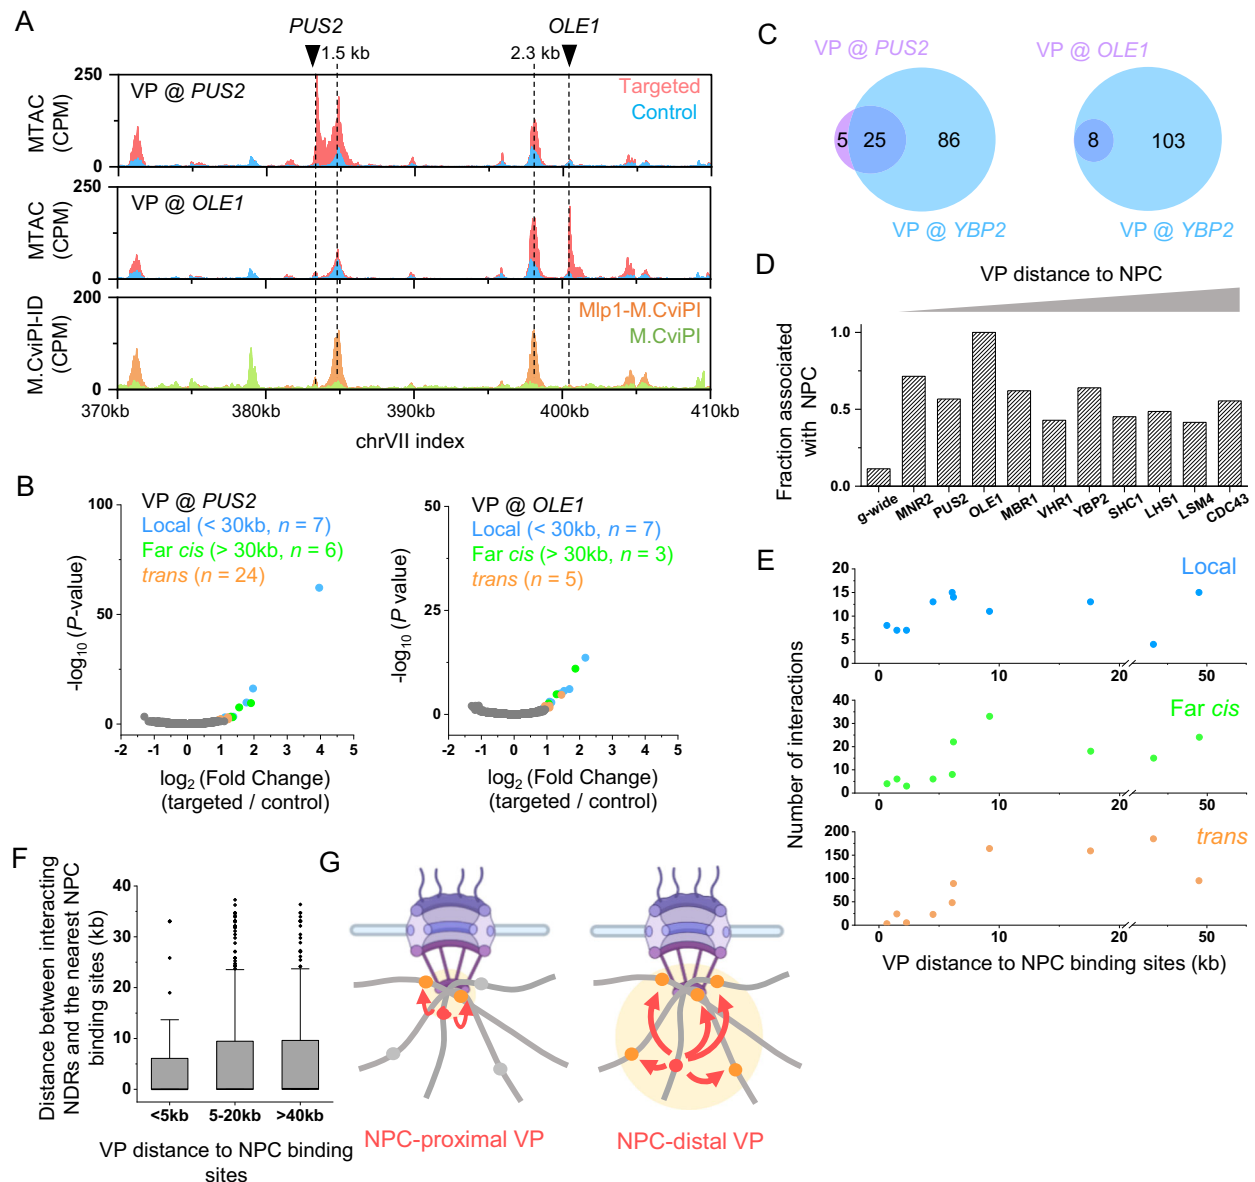 A
PUS2
OLE1
1.5 kb
2.3 kb
VP @ PUS2
Targeted
Control
MTAC
(CPM)
250
0
VP @ OLE1
MTAC
(CPM)
250
0
Mlp1-M.CviPI
M.CviPI
M.CviPI-ID
(CPM)
200
0
370kb
380kb
390kb
400kb
410kb
chrVII index
B
VP @ PUS2
Local (< 30kb, n = 7)
Far cis (> 30kb, n = 6)
trans (n = 24)
-log10 (P-value)
100
50
0
-2 -1 0 1 2 3 4 5
log2 (Fold Change)
(targeted / control)
VP @ OLE1
Local (< 30kb, n = 7)
Far cis (> 30kb, n = 3)
trans (n = 5)
-log10 (P value)
50
25
0
-2 -1 0 1 2 3 4 5
log2 (Fold Change)
(targeted / control)
C
VP @ PUS2
5 25 86
VP @ YBP2
VP @ OLE1
8 103
VP @ YBP2
D
VP distance to NPC
Fraction associated
with NPC
1.0
0.5
0.0
g-wide
MNR2
PUS2
OLE1
MBR1
VHR1
YBP2
SHC1
LHS1
LSM4
CDC43
E
Local
20
15
10
5
0
0 10 20 50
Far cis
40
30
20
10
0
0 10 20 50
trans
200
150
100
50
0
0 10 20 50
Number of interactions
VP distance to NPC binding sites (kb)
F
Distance between interacting
NDRs and the nearest NPC
binding sites (kb)
40
30
20
10
0
<5kb
5-20kb
>40kb
VP distance to NPC binding
sites
G
NPC-proximal VP
NPC-distal VP